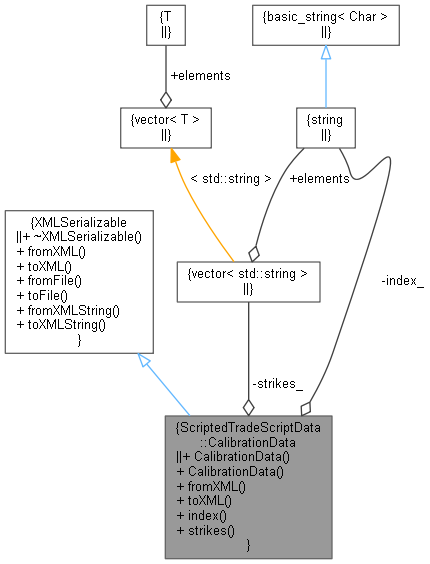 {T
||}
{basic_string< Char >
||}
+elements
{vector< T >
||}
{string
||}
< std::string >
+elements
{XMLSerializable
||+ ~XMLSerializable()
+ fromXML()
+ toXML()
+ fromFile()
+ toFile()
+ fromXMLString()
+ toXMLString()
}
{vector< std::string >
||}
-index_
-strikes_
{ScriptedTradeScriptData
::CalibrationData
||+ CalibrationData()
+ CalibrationData()
+ fromXML()
+ toXML()
+ index()
+ strikes()
}